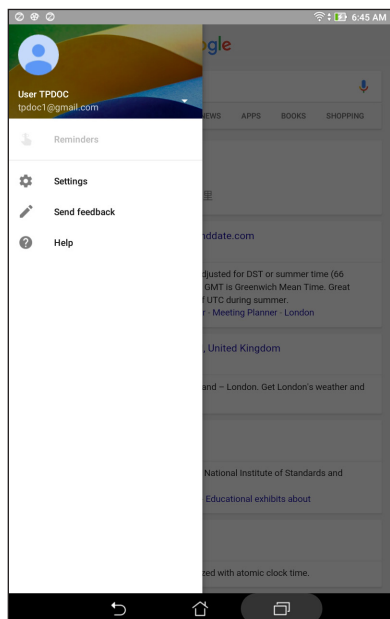 6:45 AM
User TPDOC
tpdoc1@gmail.com
Reminders
Settings
Send feedback
Help
ogle
EWS APPS BOOKS SHOPPING
nddate.com
djusted for DST or summer time (66
GMT is Greenwich Mean Time. Great
f UTC during summer.
r · Meeting Planner · London
, United Kingdom
and – London. Get London's weather and
National Institute of Standards and
Educational exhibits about
zed with atomic clock time.